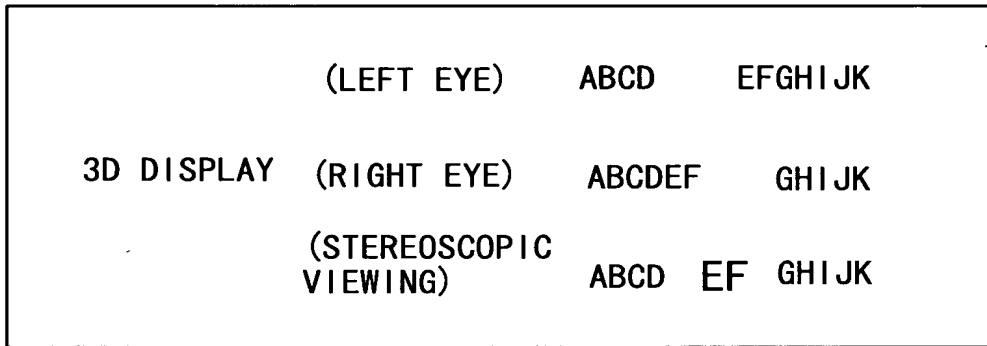 (LEFT EYE) ABCD EFGHIJK
3D DISPLAY (RIGHT EYE) ABCDEF GHIJK
(STEREOSCOPIC
VIEWING) ABCD EF GHIJK